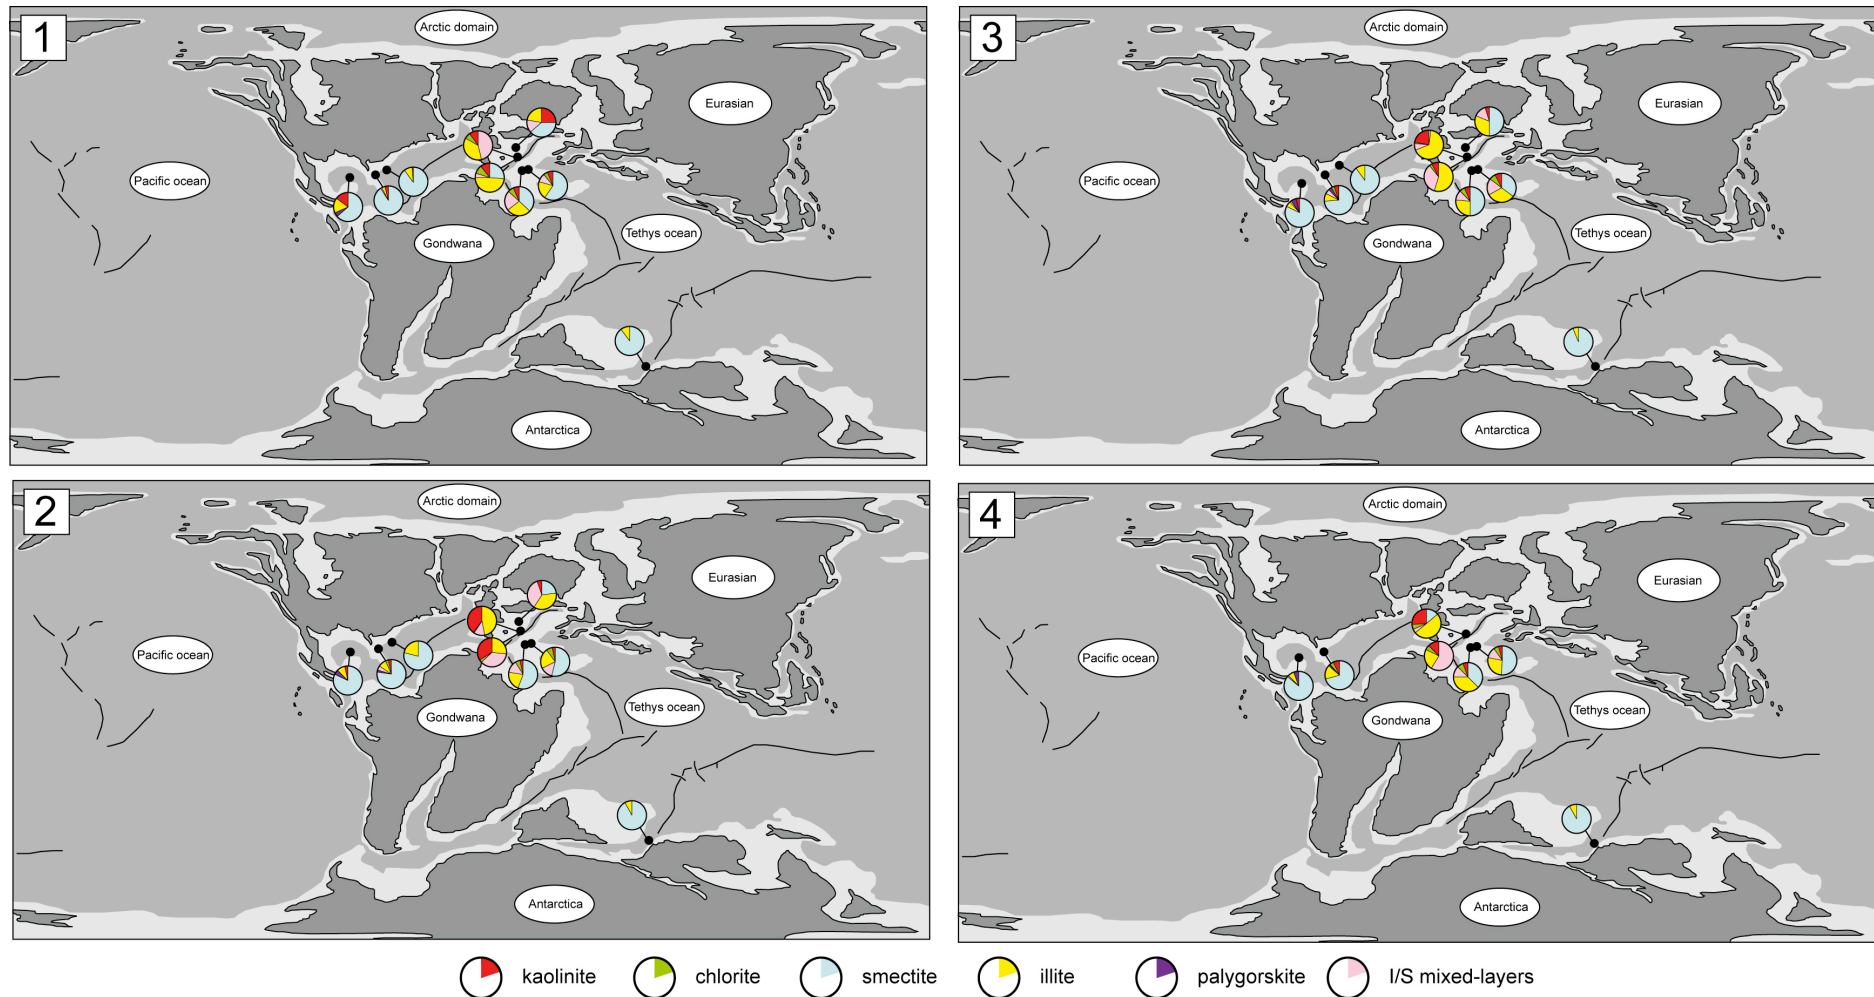 1
Arctic domain
Eurasian
Pacific ocean
Gondwana
Tethys ocean
Antarctica
3
Arctic domain
Eurasian
Pacific ocean
Gondwana
Tethys ocean
Antarctica
2
Arctic domain
Eurasian
Pacific ocean
Gondwana
Tethys ocean
Antarctica
4
Arctic domain
Eurasian
Pacific ocean
Gondwana
Tethys ocean
Antarctica
kaolinite
chlorite
smectite
illite
palygorskite
I/S mixed-layers